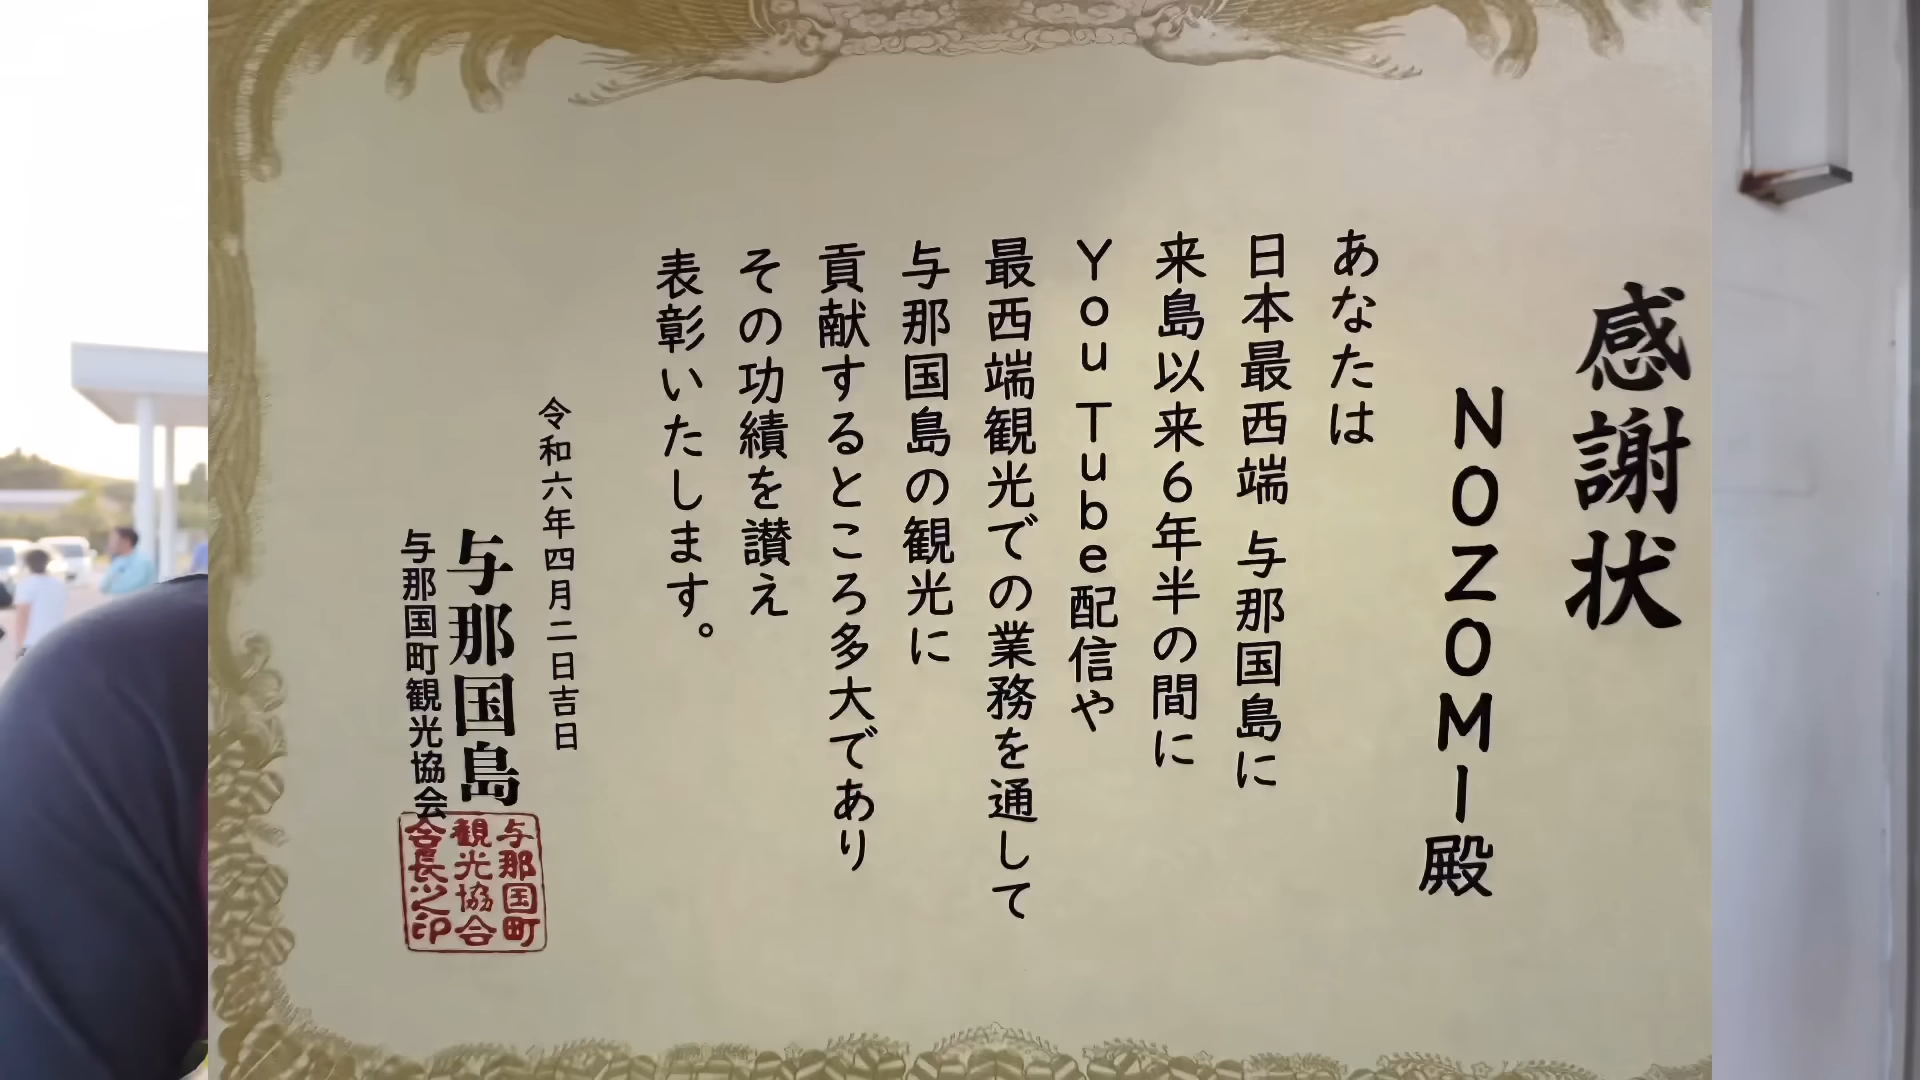 感謝状
NOZOMI殿
あなたは
日本最西端 与那国島に
来島以来6年半の間に
You Tube配信や
最西端観光での業務を通して
与那国島の観光に
貢献するところ多大であり
その功績を讃え
表彰いたします。
令和六年四月二日吉日
与那国島
与那国町観光協会
与那国町
観光協会
会長之印